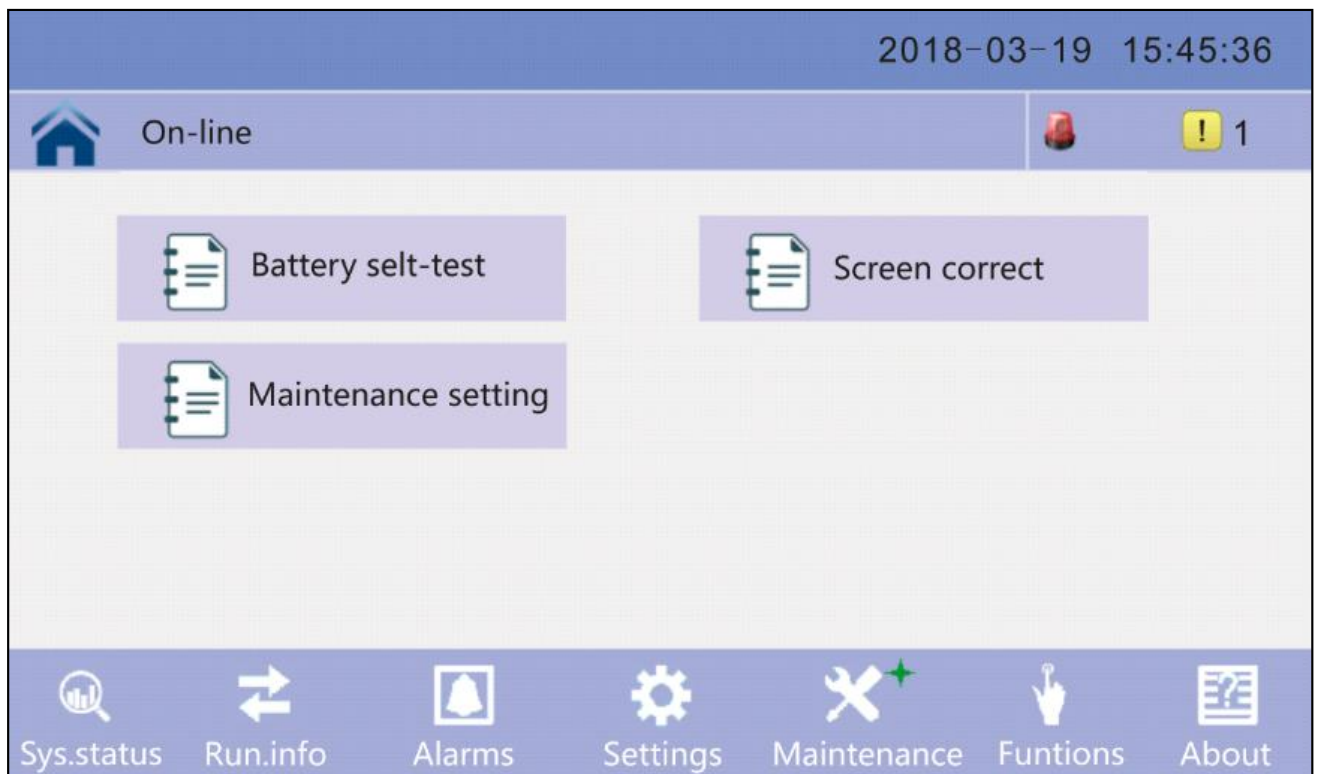 2018-03-19 15:45:36
On-line ! 1
Battery selt-test Screen correct
Maintenance setting
Sys.status Run.info Alarms Settings Maintenance Funtions About